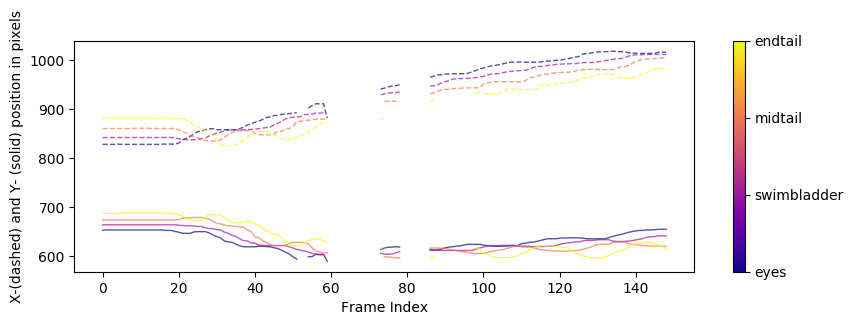 X-(dashed) and Y- (solid) position in pixels
1000
900
800
700
600
0 20 40 60 80 100 120 140
Frame Index
endtail
midtail
swimbladder
eyes